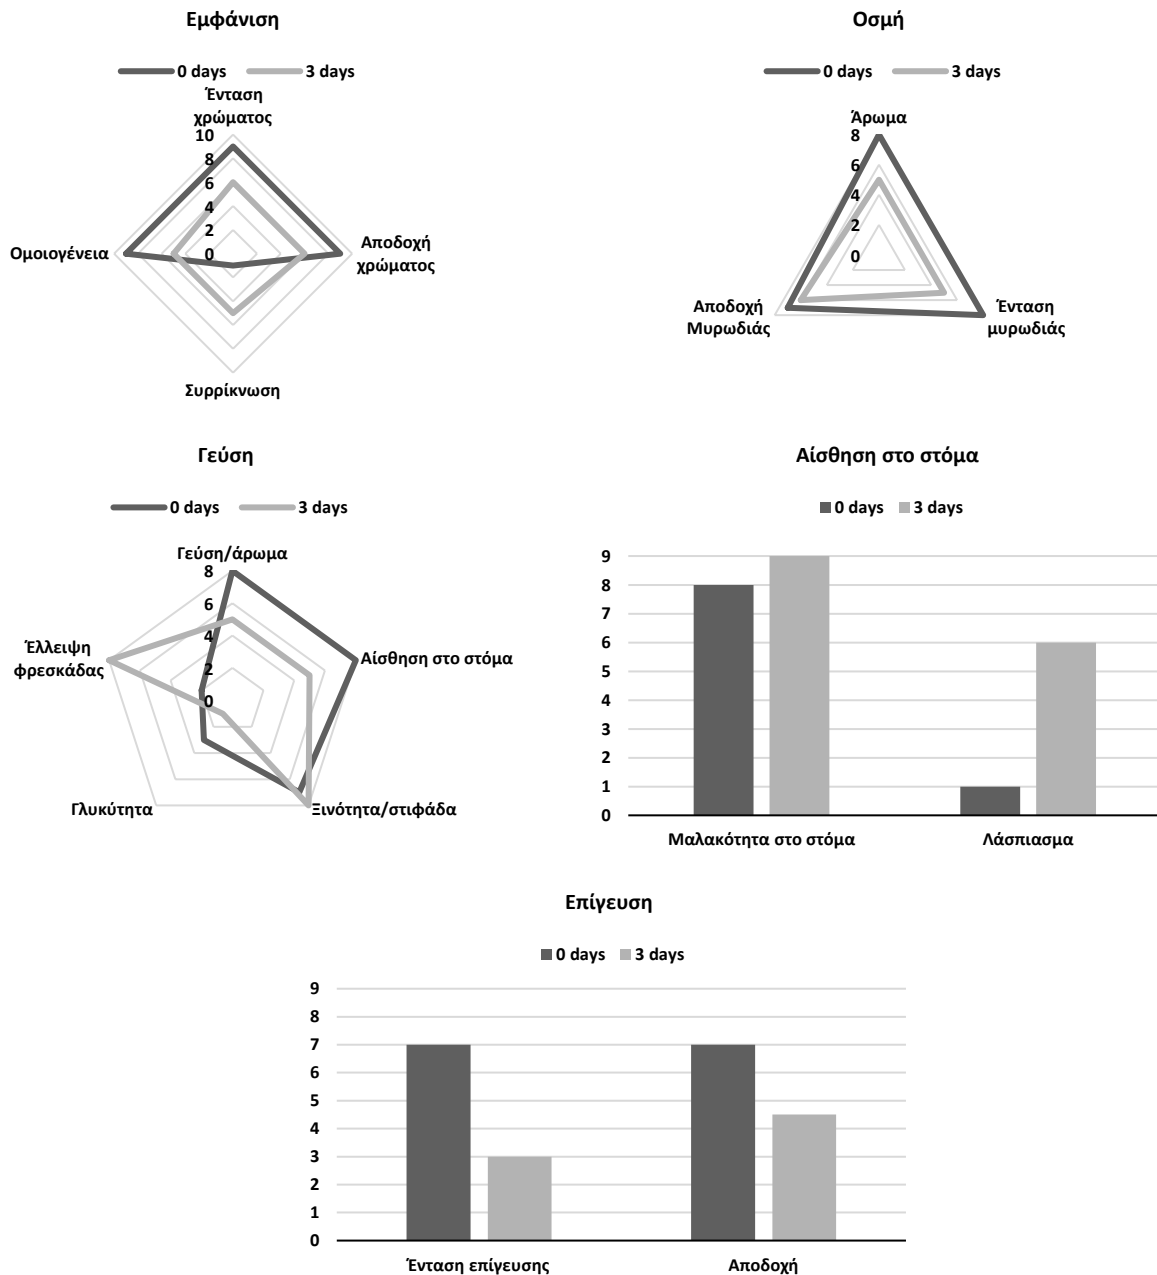 Εμφάνιση
0 days 3 days
Ένταση
χρώματος
10
8
6
4
2
0
Ομοιογένεια
Αποδοχή
χρώματος
Συρρίκνωση
Οσμή
0 days 3 days
Άρωμα
8
6
4
2
0
Αποδοχή
Μυρωδιάς
Ένταση
μυρωδιάς
Γεύση
0 days 3 days
Γεύση/άρωμα
8
6
4
2
0
Έλλειψη
φρεσκάδας
Αίσθηση στο στόμα
Γλυκύτητα
Ξινότητα/στιφάδα
Αίσθηση στο στόμα
0 days 3 days
9
8
7
6
5
4
3
2
1
0
Μαλακότητα στο στόμα
Λάσπιασμα
Επίγευση
0 days 3 days
9
8
7
6
5
4
3
2
1
0
Ένταση επίγευσης
Αποδοχή